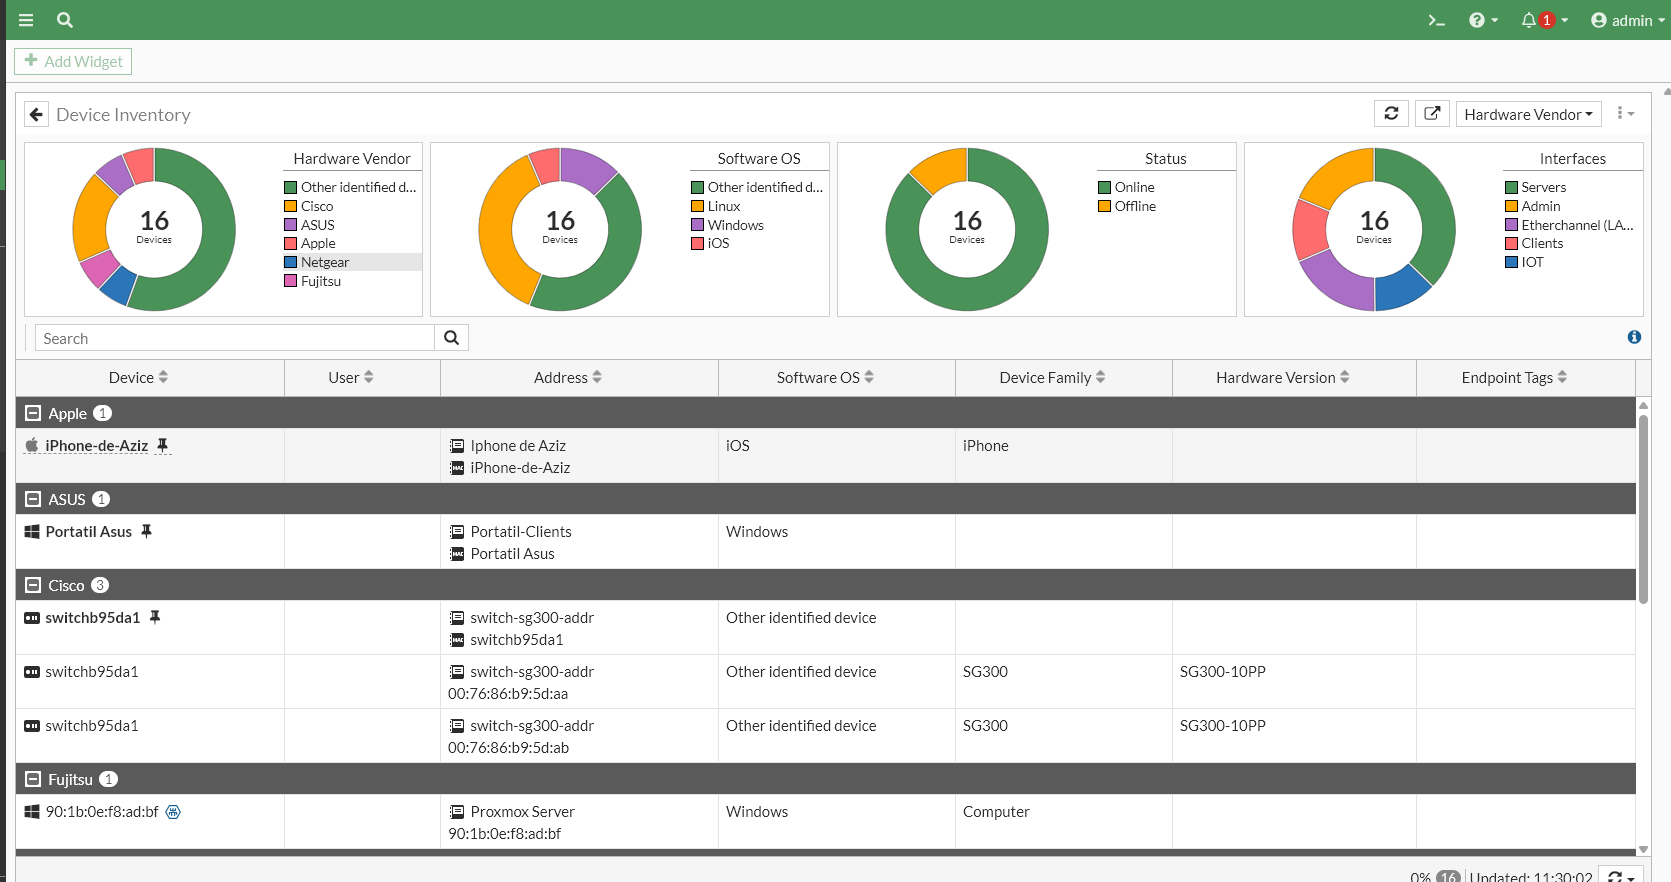 1 admin
Add Widget
Device Inventory Hardware Vendor
Hardware Vendor
16
Devices
Other identified d...
Cisco
ASUS
Apple
Netgear
Fujitsu
Software OS
16
Devices
Other identified d...
Linux
Windows
iOS
Status
16
Devices
Online
Offline
Interfaces
16
Devices
Servers
Admin
Etherchannel (LA...
Clients
IOT
Search
Device User Address Software OS Device Family Hardware Version Endpoint Tags
Apple 1
iPhone-de-Aziz Iphone de Aziz iOS iPhone
MAC iPhone-de-Aziz
ASUS 1
Portatil Asus Portatil-Clients Windows
MAC Portatil Asus
Cisco 3
switchb95da1 switch-sg300-addr Other identified device
MAC switchb95da1
switchb95da1 switch-sg300-addr Other identified device SG300 SG300-10PP
00:76:86:b9:5d:aa
switchb95da1 switch-sg300-addr Other identified device SG300 SG300-10PP
00:76:86:b9:5d:ab
Fujitsu 1
90:1b:0e:f8:ad:bf Proxmox Server Windows Computer
90:1b:0e:f8:ad:bf
0% 16 Updated: 11:30:02